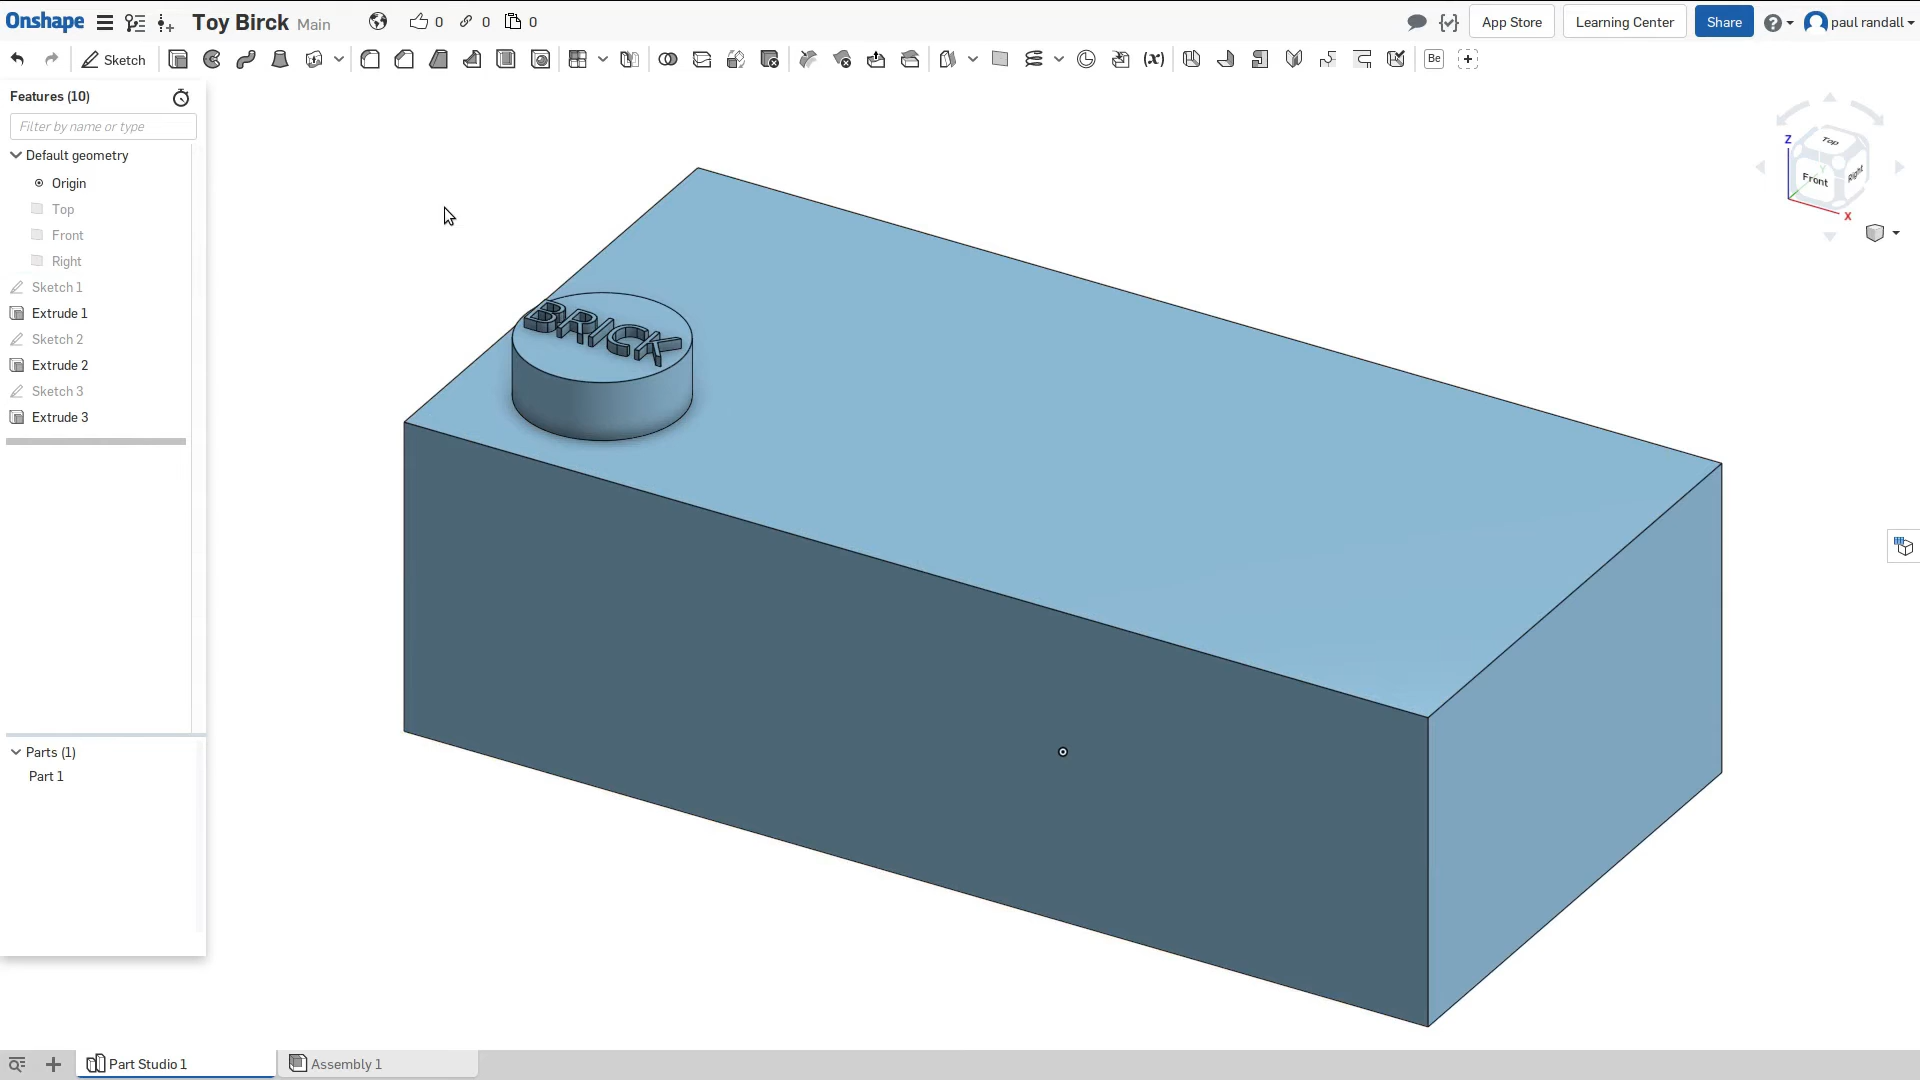 Onshape Toy Birck Main 0 0 0 App Store Learning Center Share paul randall
Sketch (x) Be
Features (10)
Filter by name or type
Default geometry
Origin
Top
Front
Right
Sketch 1
Extrude 1
Sketch 2
Extrude 2
Sketch 3
Extrude 3
Parts (1)
Part 1
BRICK
Z
Top
Y
Front Right
X
Part Studio 1 Assembly 1